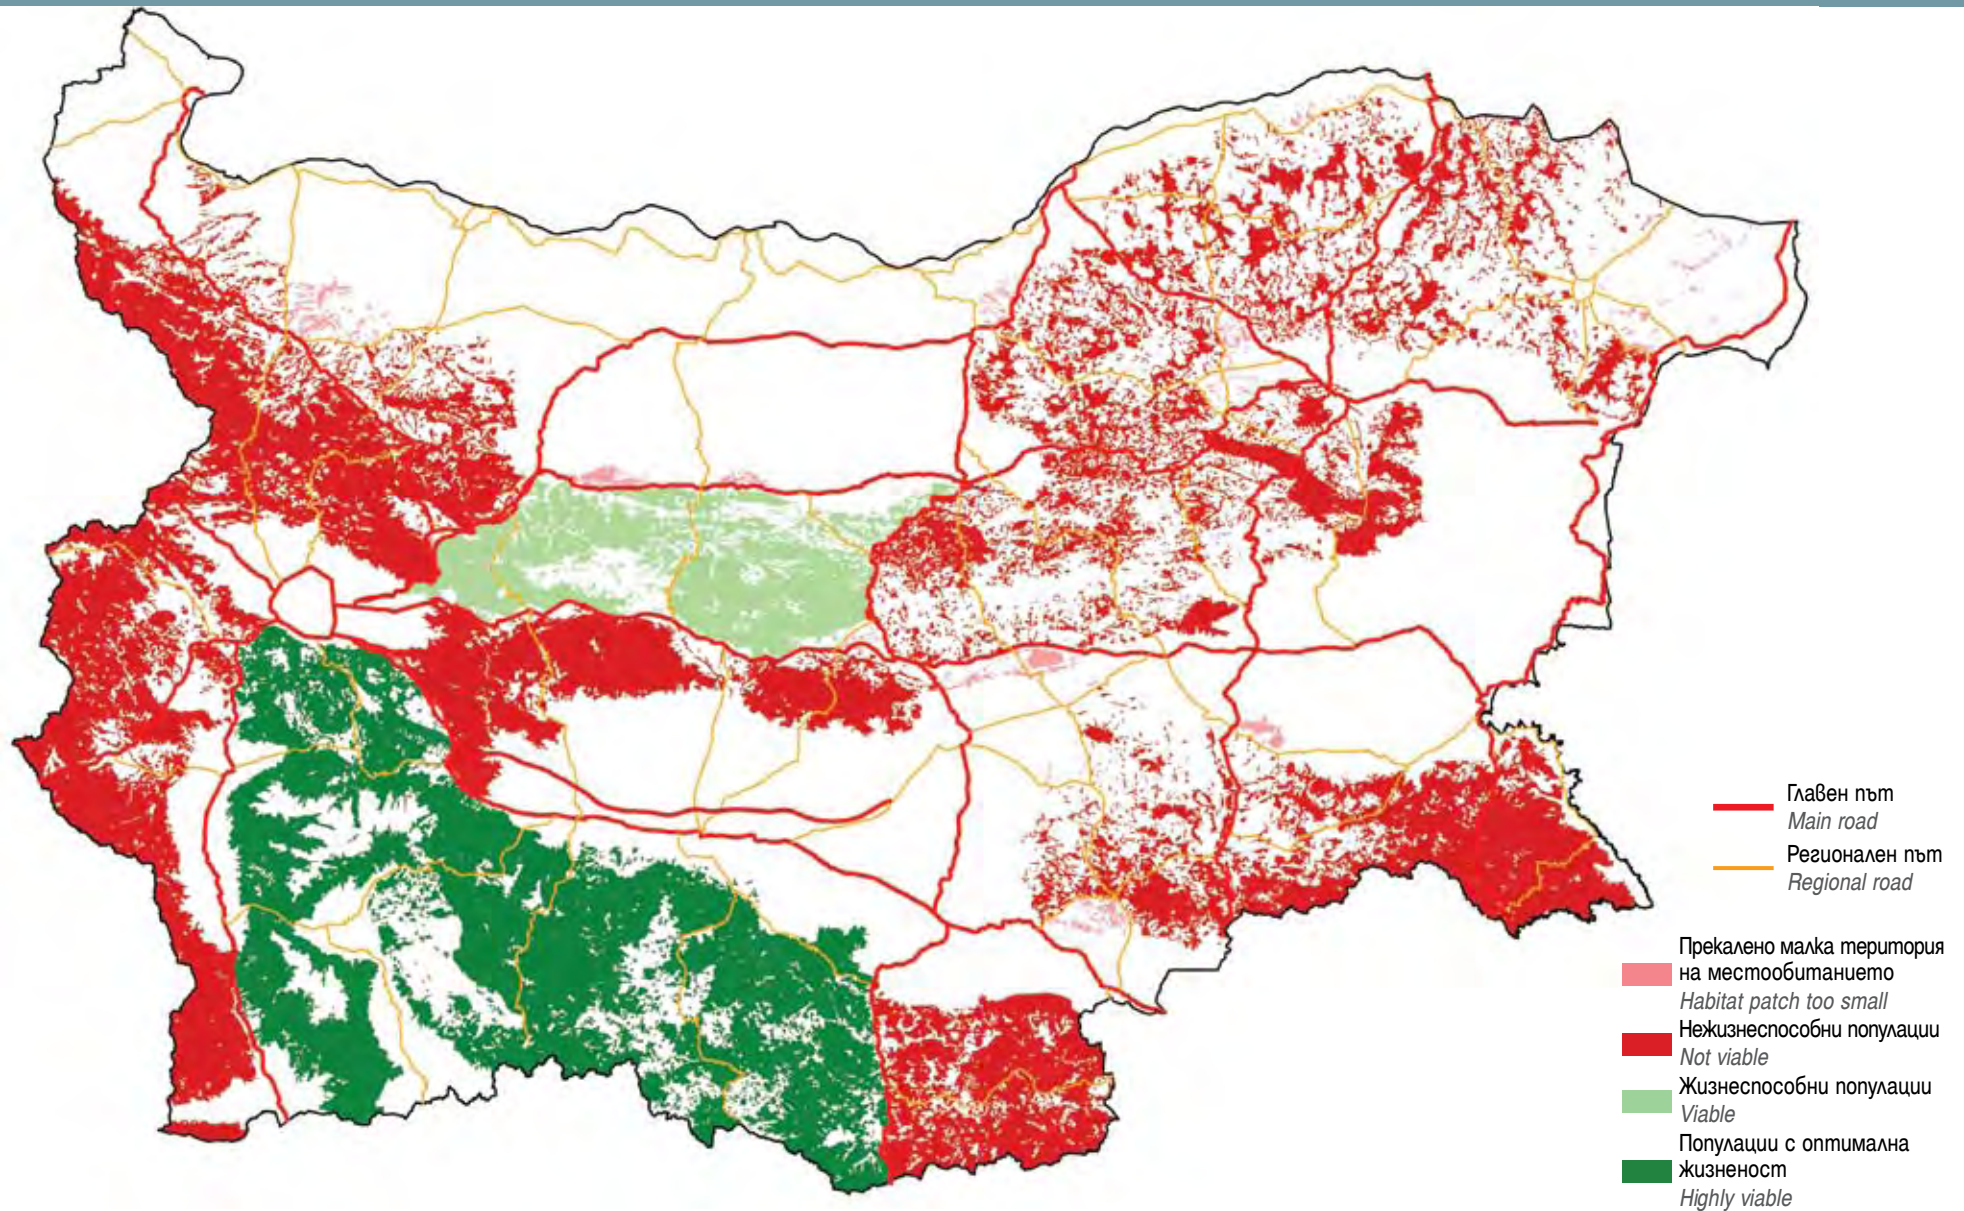 Главен път
Main road
Регионален път
Regional road
Прекалено малка територия
на местообитанието
Habitat patch too small
Нежизнеспособни популации
Not viable
Жизнеспособни популации
Viable
Популации с оптимална
жизненост
Highly viable